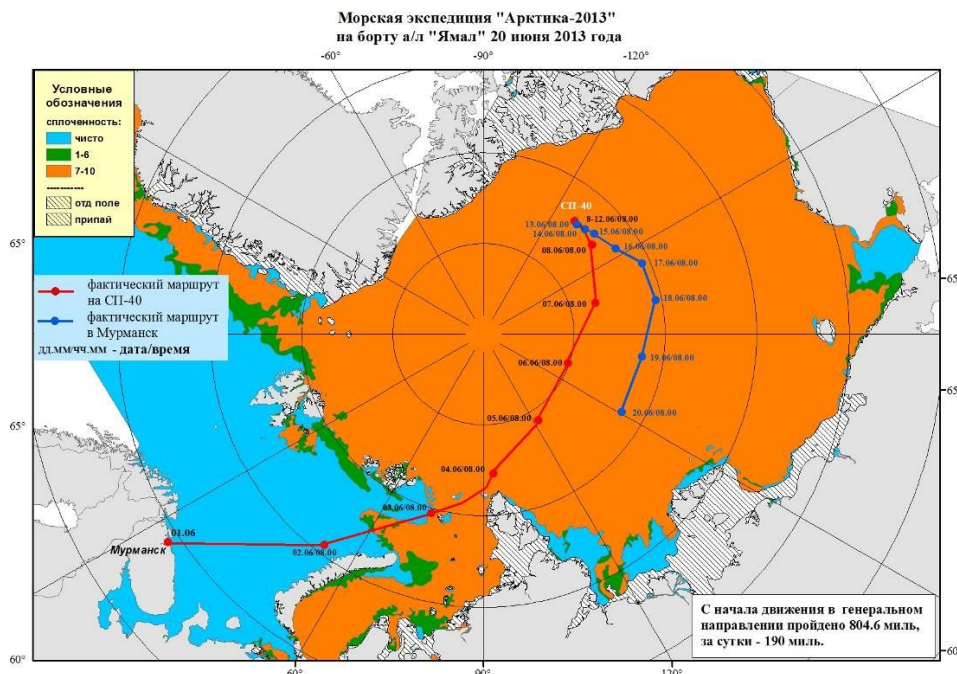 Морская экспедиция "Арктика-2013"
на борту а/л "Ямал" 20 июня 2013 года
-60°
-90°
-120°
Условные
обозначения
сплоченность:
чисто
1-6
7-10
-----------
отд поле
припай
65°
65°
СП-40
13.06/08.00
8-12.06/08.00
14.06/08.00
15.06/08.00
08.06/08.00
16.06/08.00
17.06/08.00
фактический маршрут
на СП-40
фактический маршрут
в Мурманск
дд.мм/чч.мм - дата/время
07.06/08.00
18.06/08.00
06.06/08.00
19.06/08.00
65°
65°
20.06/08.00
05.06/08.00
04.06/08.00
03.06/08.00
01.06
Мурманск
02.06/08.00
С начала движения в генеральном
направлении пройдено 804.6 миль,
за сутки - 190 миль.
60°
60°
60°
90°
120°